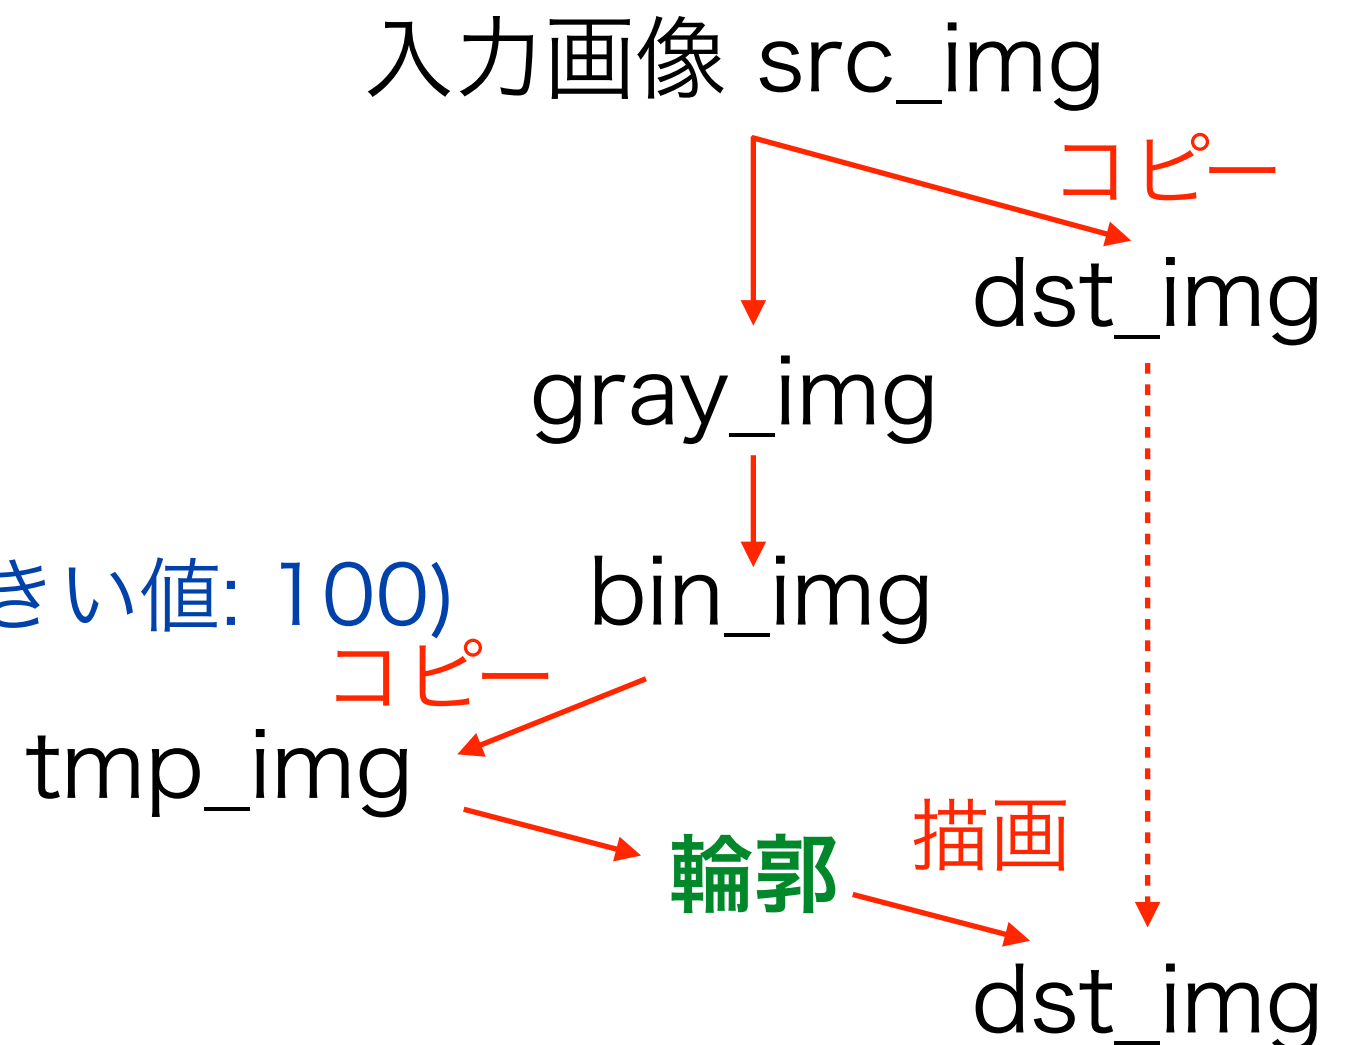 入力画像 src_img
コピー
dst_img
gray_img
きい値: 100)
bin_img
コピー
tmp_img
輪郭
描画
dst_img